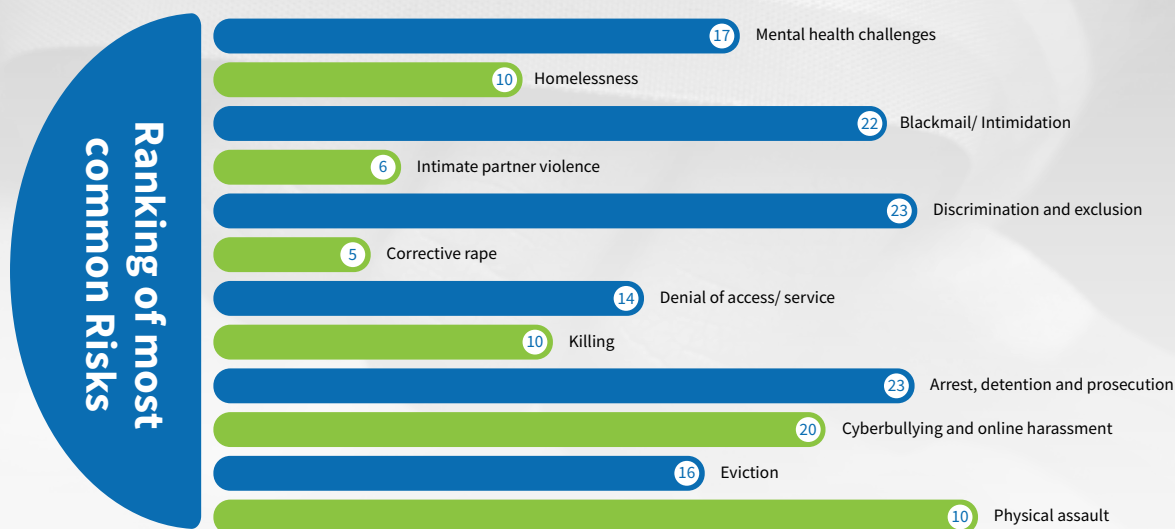 Ranking of most
common Risks
17 Mental health challenges
10 Homelessness
22 Blackmail/ Intimidation
6 Intimate partner violence
23 Discrimination and exclusion
5 Corrective rape
14 Denial of access/ service
10 Killing
23 Arrest, detention and prosecution
20 Cyberbullying and online harassment
16 Eviction
10 Physical assault